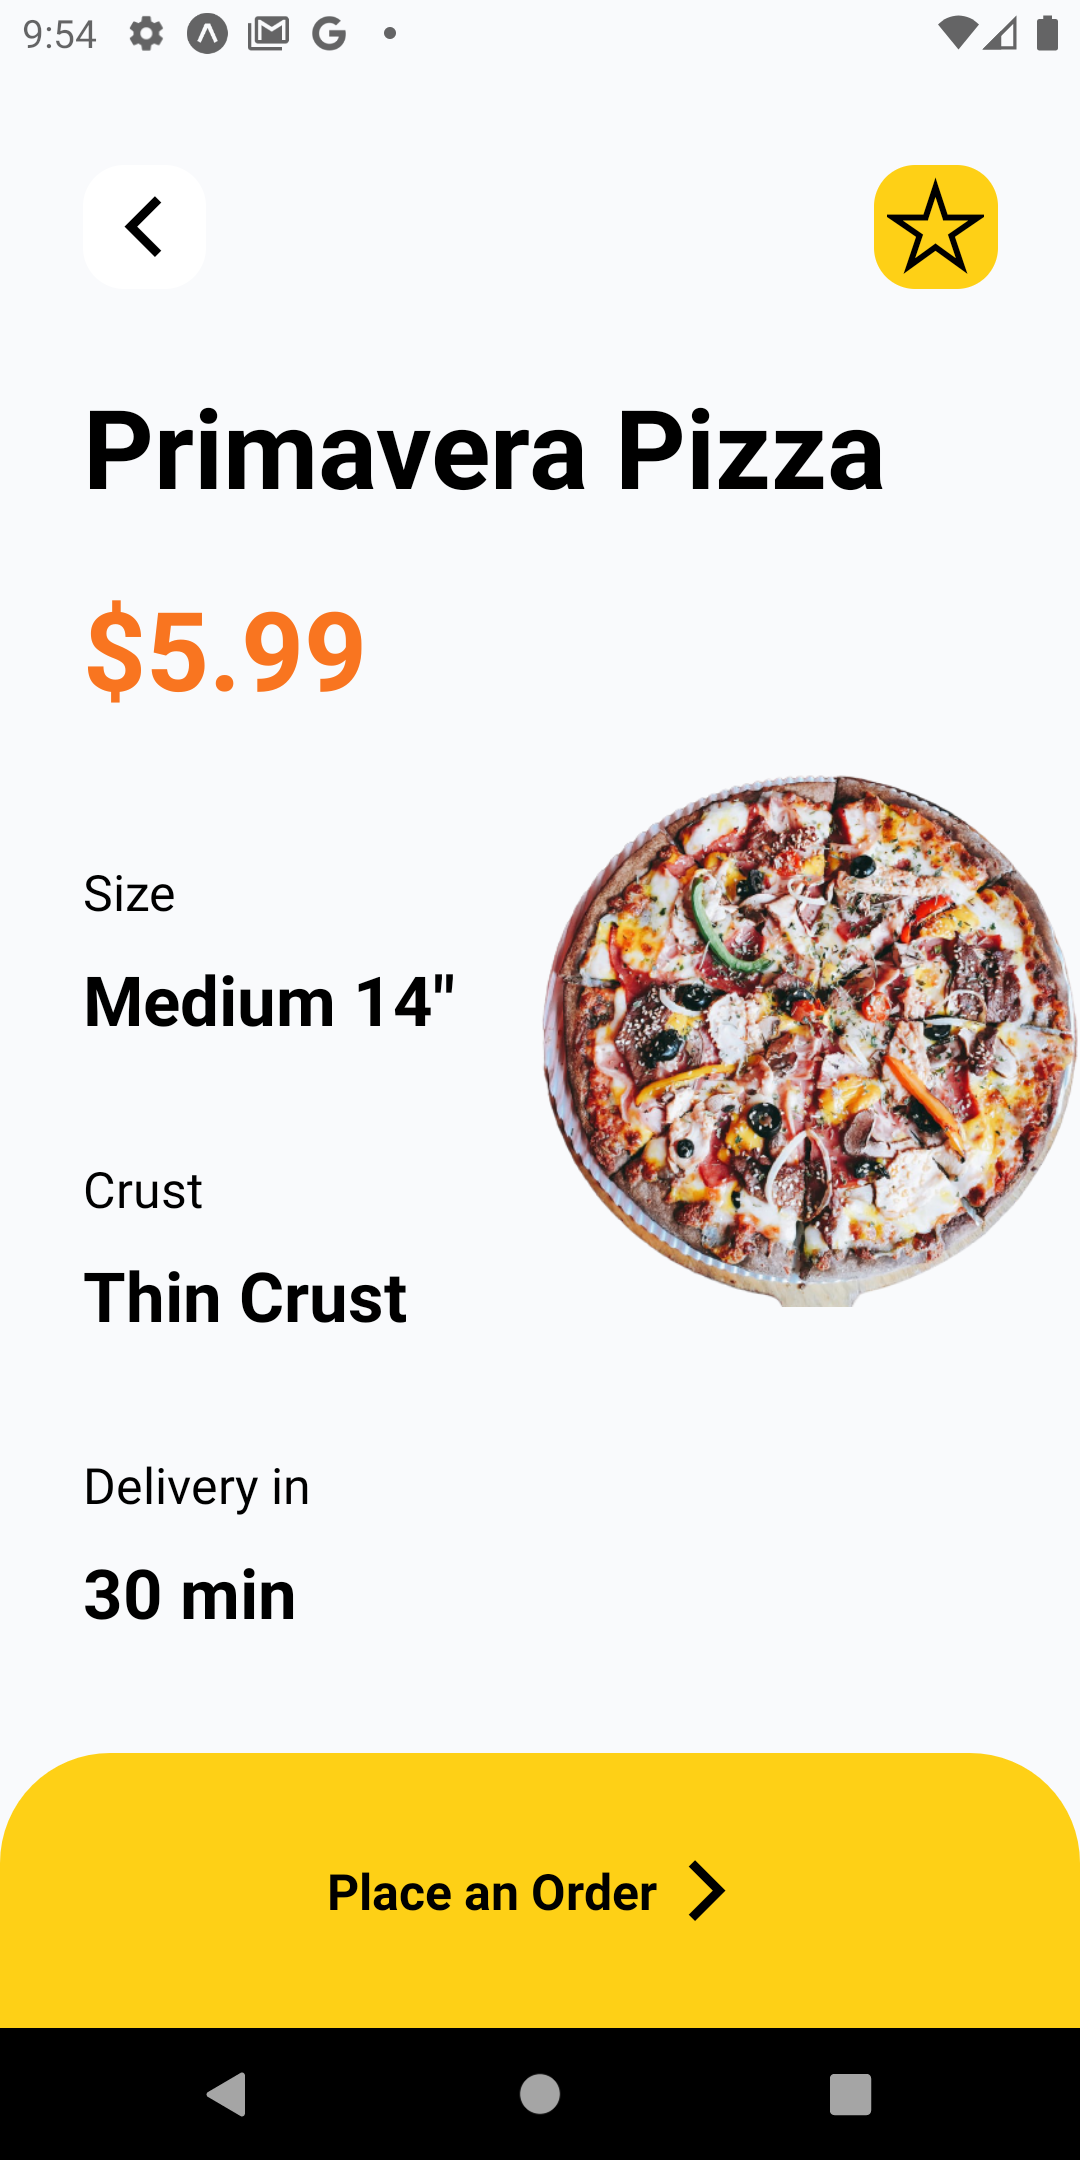 9:54
Primavera Pizza
$5.99
Size
Medium 14"
Crust
Thin Crust
Delivery in
30 min
Place an Order